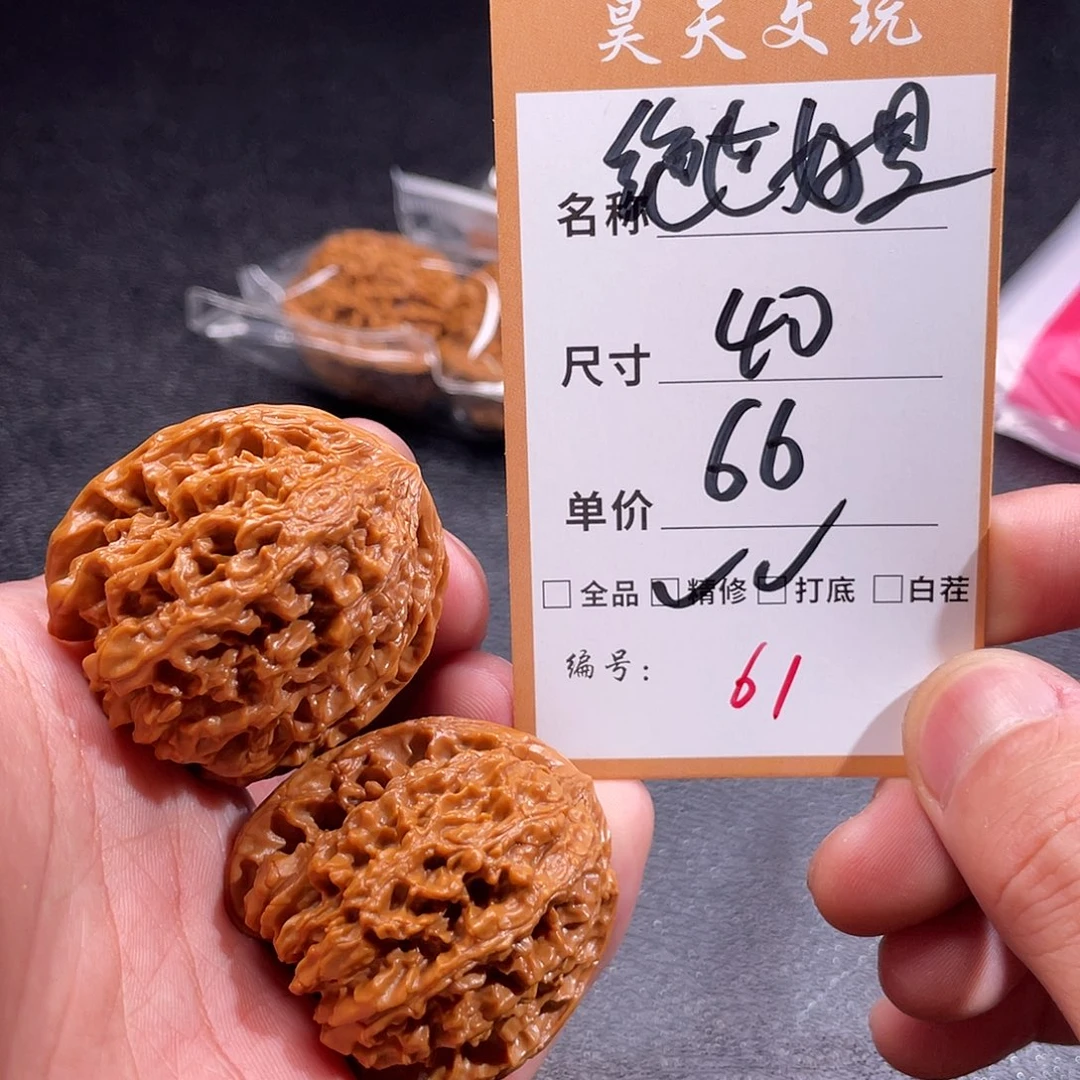 昊天文玩
名称
尺寸 40
单价 66
□ 全品 ☑ 精修 ☑ 打底 □ 白茬
编号： 61